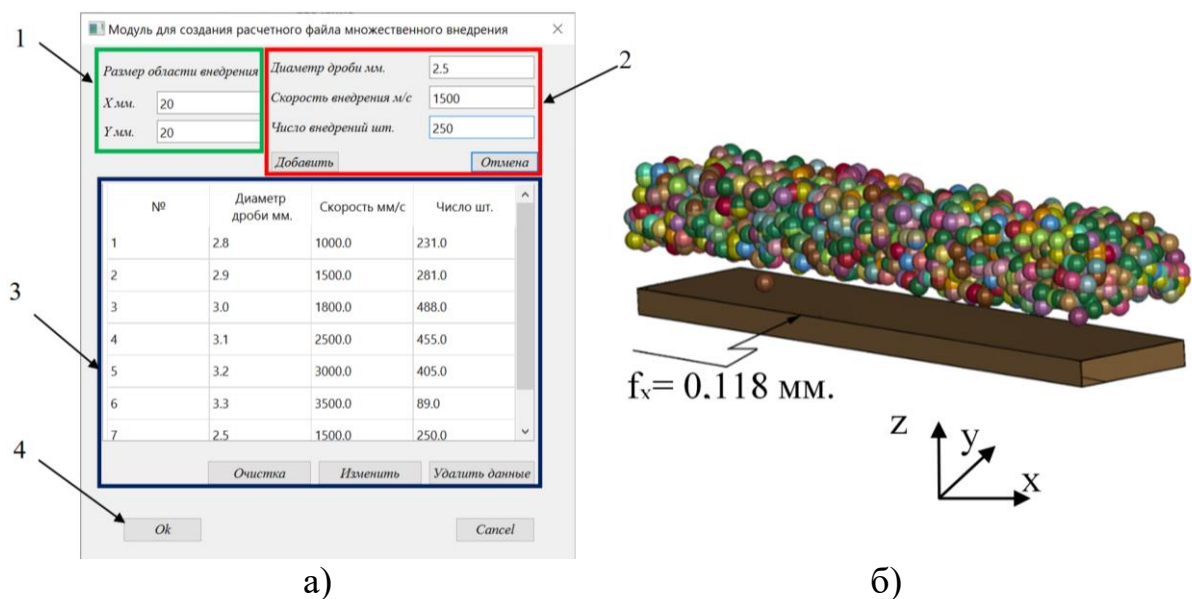 Модуль для создания расчетного файла множественного внедрения
1
2
3
4
Размер области внедрения
X мм. 20
Y мм. 20
Диаметр дроби мм. 2.5
Скорость внедрения м/с 1500
Число внедрений шт. 250
Добавить Отмена
№ Диаметр дроби мм. Скорость мм/с Число шт.
1 2.8 1000.0 231.0
2 2.9 1500.0 281.0
3 3.0 1800.0 488.0
4 3.1 2500.0 455.0
5 3.2 3000.0 405.0
6 3.3 3500.0 89.0
7 2.5 1500.0 250.0
Очистка Изменить Удалить данные
Ok Cancel
а)
fx= 0,118 мм.
z
y
x
б)